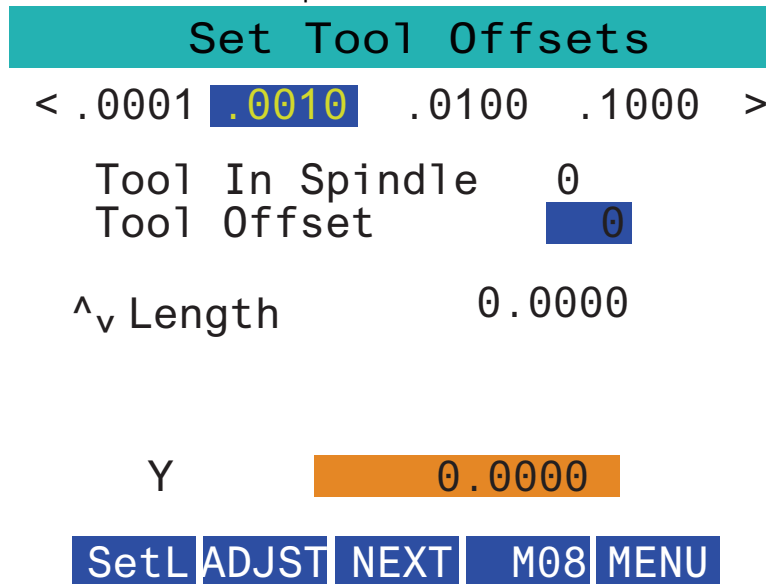 Set Tool Offsets
< .0001 .0010 .0100 .1000 >
Tool In Spindle 0
Tool Offset 0
^v Length 0.0000
Y 0.0000
SetL ADJST NEXT M08 MENU